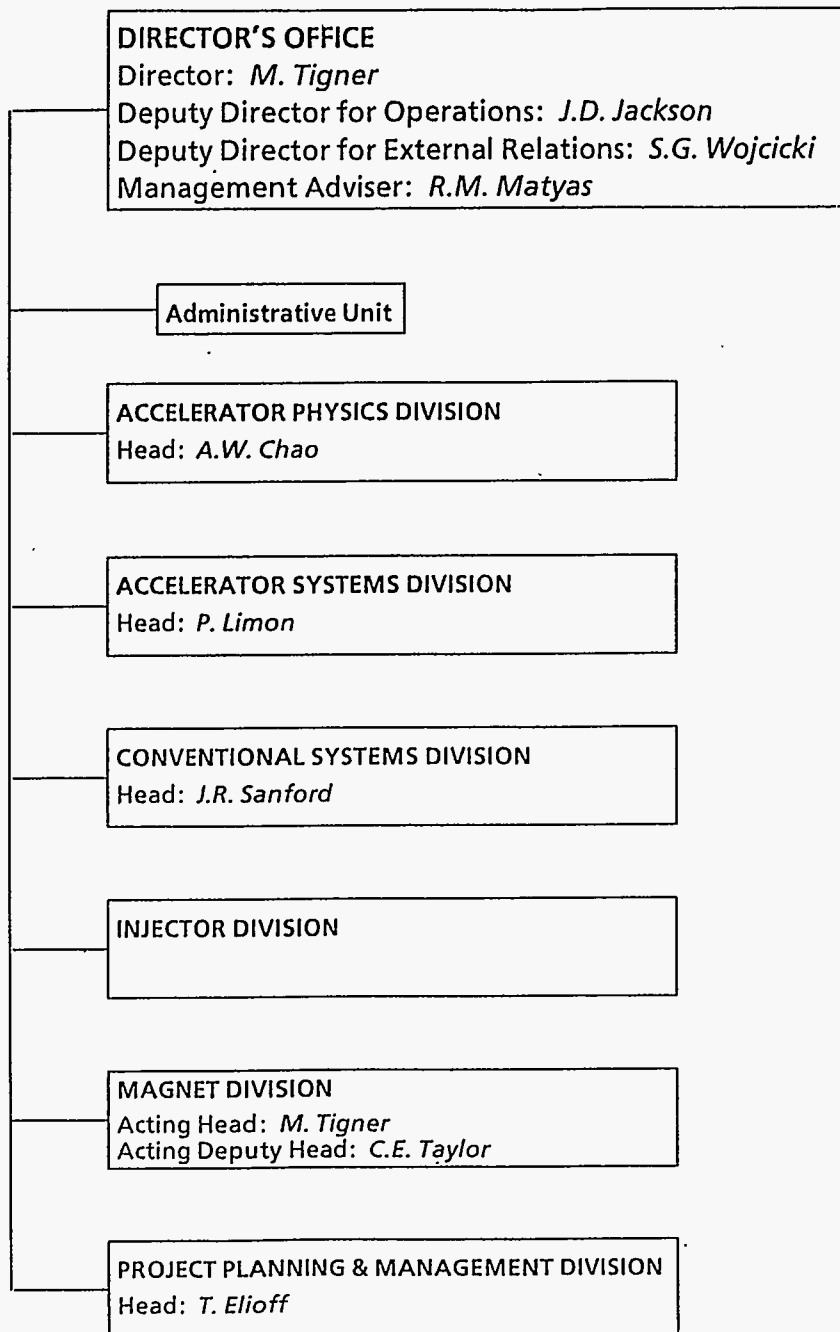 DIRECTOR'S OFFICE
Director: M. Tigner
Deputy Director for Operations: J.D. Jackson
Deputy Director for External Relations: S.G. Wojcicki
Management Adviser: R.M. Matyas
Administrative Unit
ACCELERATOR PHYSICS DIVISION
Head: A.W. Chao
ACCELERATOR SYSTEMS DIVISION
Head: P. Limon
CONVENTIONAL SYSTEMS DIVISION
Head: J.R. Sanford
INJECTOR DIVISION
MAGNET DIVISION
Acting Head: M. Tigner
Acting Deputy Head: C.E. Taylor
PROJECT PLANNING & MANAGEMENT DIVISION
Head: T. Elioff